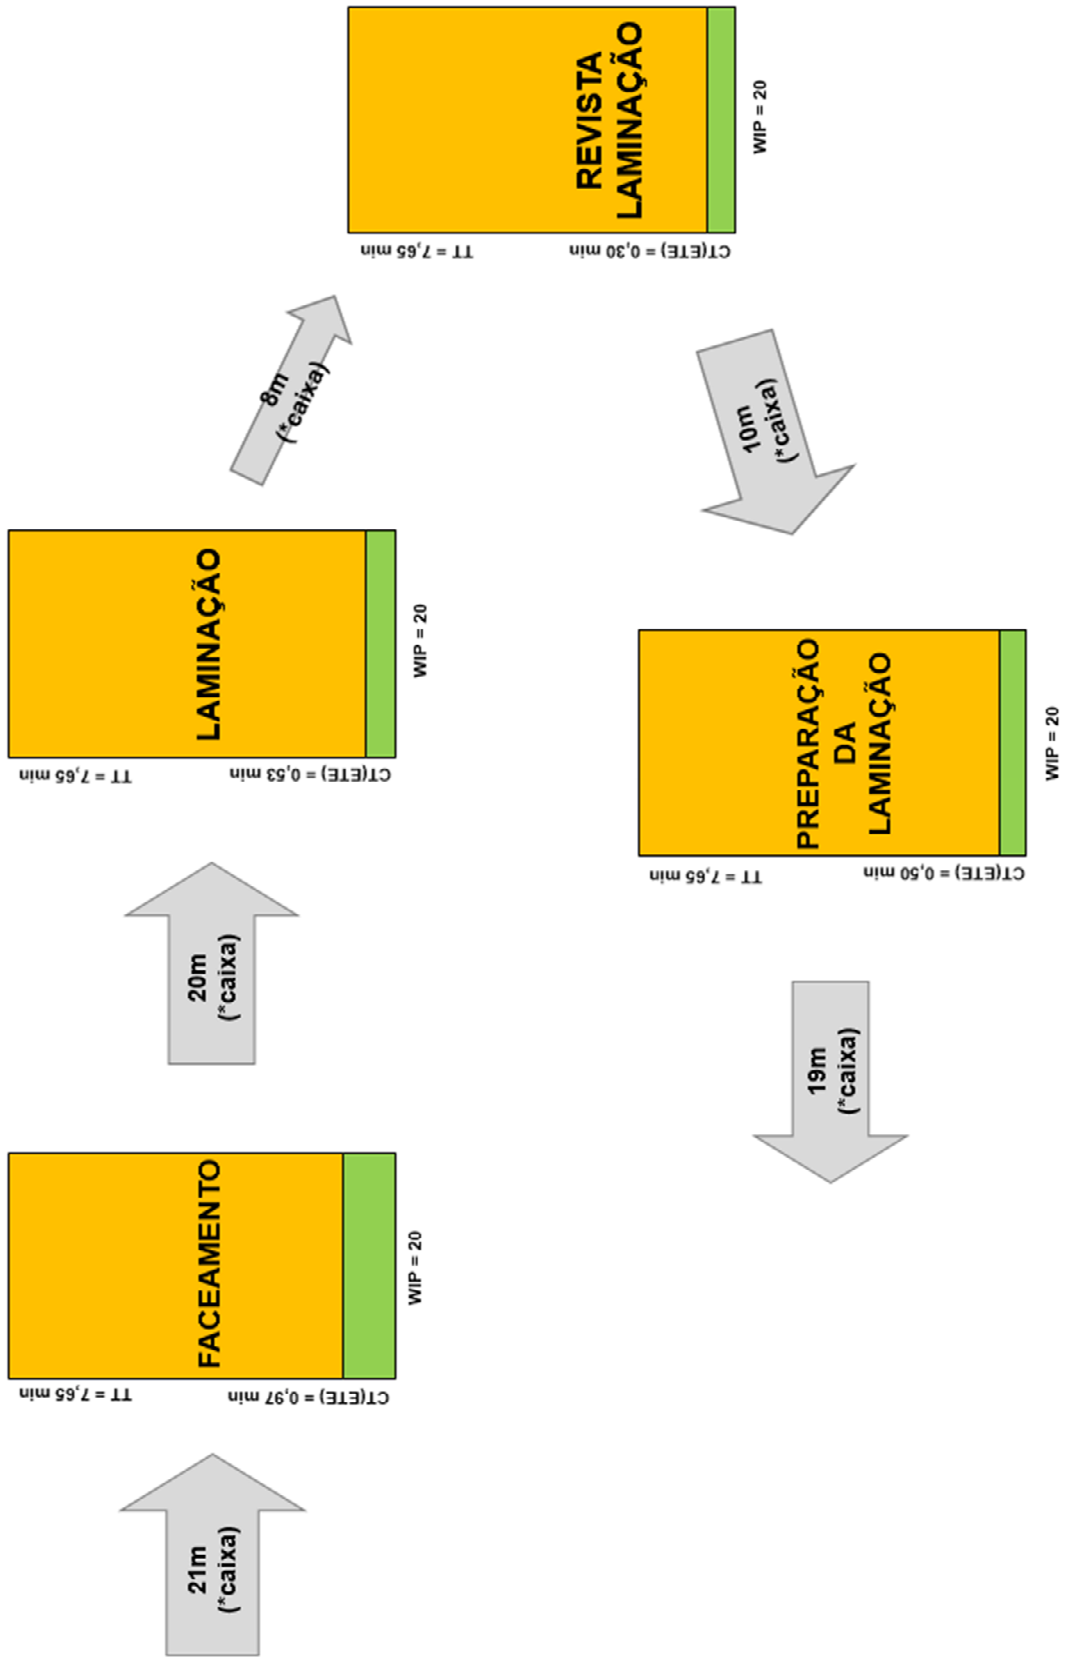 21m
(*caixa)
FACEAMENTO
TT = 7,65 min
CT(ETE) = 0,97 min
WIP = 20
20m
(*caixa)
LAMINAÇÃO
TT = 7,65 min
CT(ETE) = 0,53 min
WIP = 20
8m
(*caixa)
REVISTA
LAMINAÇÃO
TT = 7,65 min
CT(ETE) = 0,30 min
WIP = 20
10m
(*caixa)
PREPARAÇÃO
DA
LAMINAÇÃO
TT = 7,65 min
CT(ETE) = 0,50 min
WIP = 20
19m
(*caixa)